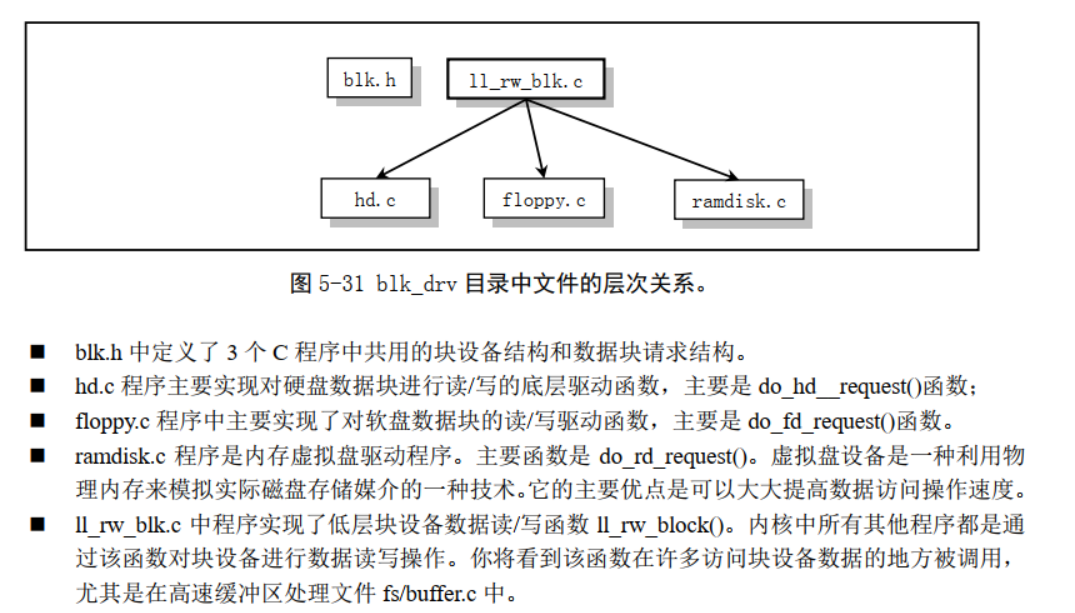 blk.h
ll_rw_blk.c
hd.c
floppy.c
ramdisk.c
图 5-31 blk_drv 目录中文件的层次关系。
■ blk.h 中定义了 3 个 C 程序中共用的块设备结构和数据块请求结构。
■ hd.c 程序主要实现对硬盘数据块进行读/写的底层驱动函数，主要是 do_hd__request()函数；
■ floppy.c 程序中主要实现了对软盘数据块的读/写驱动函数，主要是 do_fd_request()函数。
■ ramdisk.c 程序是内存虚拟盘驱动程序。主要函数是 do_rd_request()。虚拟盘设备是一种利用物
理内存来模拟实际磁盘存储媒介的一种技术。它的主要优点是可以大大提高数据访问操作速度。
■ ll_rw_blk.c 中程序实现了低层块设备数据读/写函数 ll_rw_block()。内核中所有其他程序都是通
过该函数对块设备进行数据读写操作。你将看到该函数在许多访问块设备数据的地方被调用，
尤其是在高速缓冲区处理文件 fs/buffer.c 中。